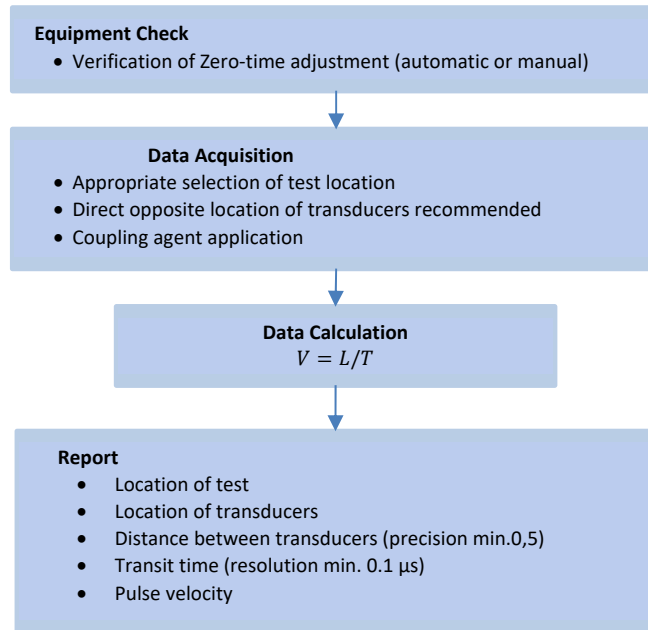 Equipment Check
• Verification of Zero-time adjustment (automatic or manual)
Data Acquisition
• Appropriate selection of test location
• Direct opposite location of transducers recommended
• Coupling agent application
Data Calculation
V = L/T
Report
• Location of test
• Location of transducers
• Distance between transducers (precision min.0,5)
• Transit time (resolution min. 0.1 µs)
• Pulse velocity